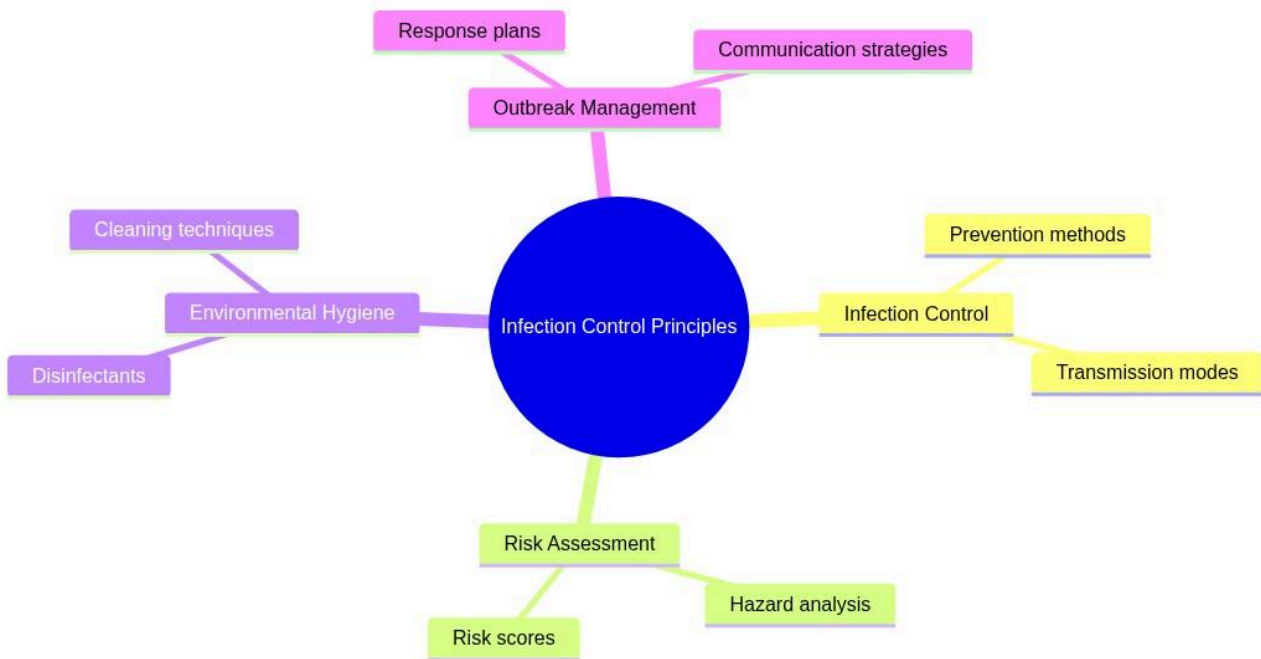 Response plans
Communication strategies
Outbreak Management
Cleaning techniques
Prevention methods
Environmental Hygiene
Infection Control Principles
Infection Control
Disinfectants
Transmission modes
Risk Assessment
Hazard analysis
Risk scores